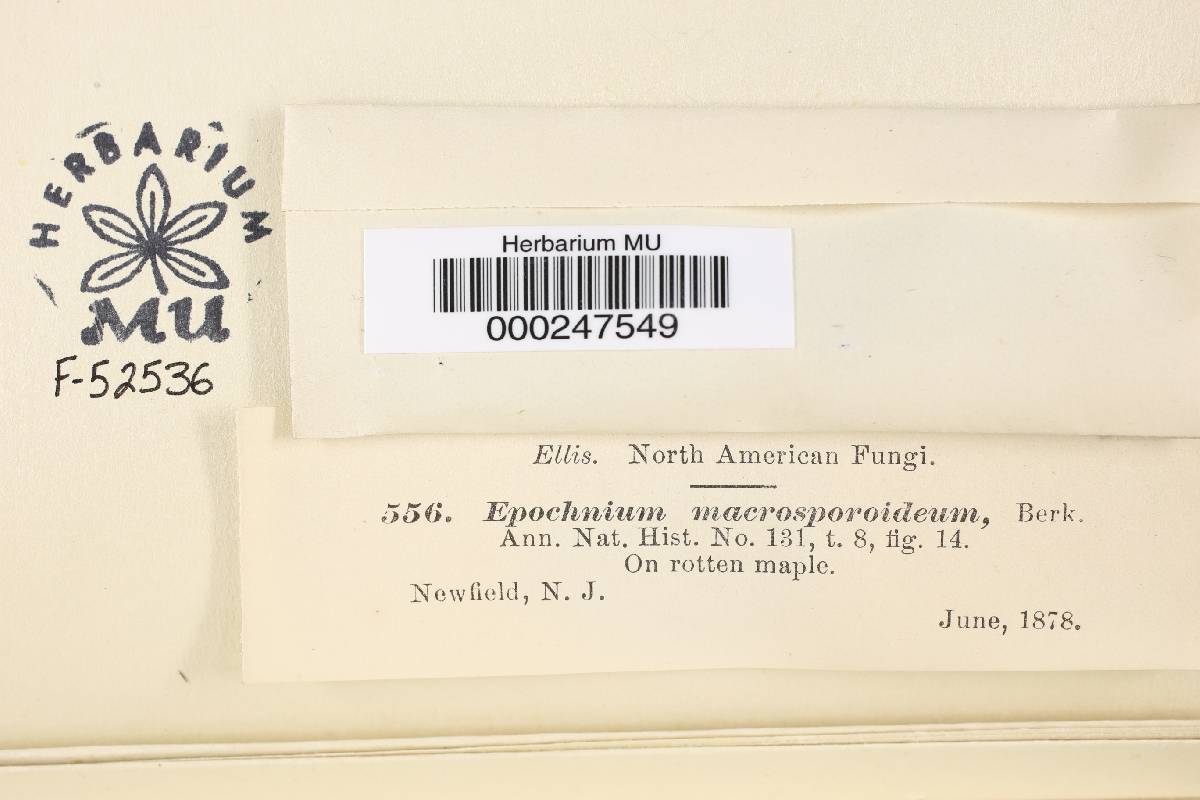 HERBARIUM
MU
F-52536
Herbarium MU
000247549
Ellis. North American Fungi.
556. Epochnium macrosporoideum, Berk.
Ann. Nat. Hist. No. 131, t. 8, fig. 14.
On rotten maple.
Newfield, N. J.
June, 1878.